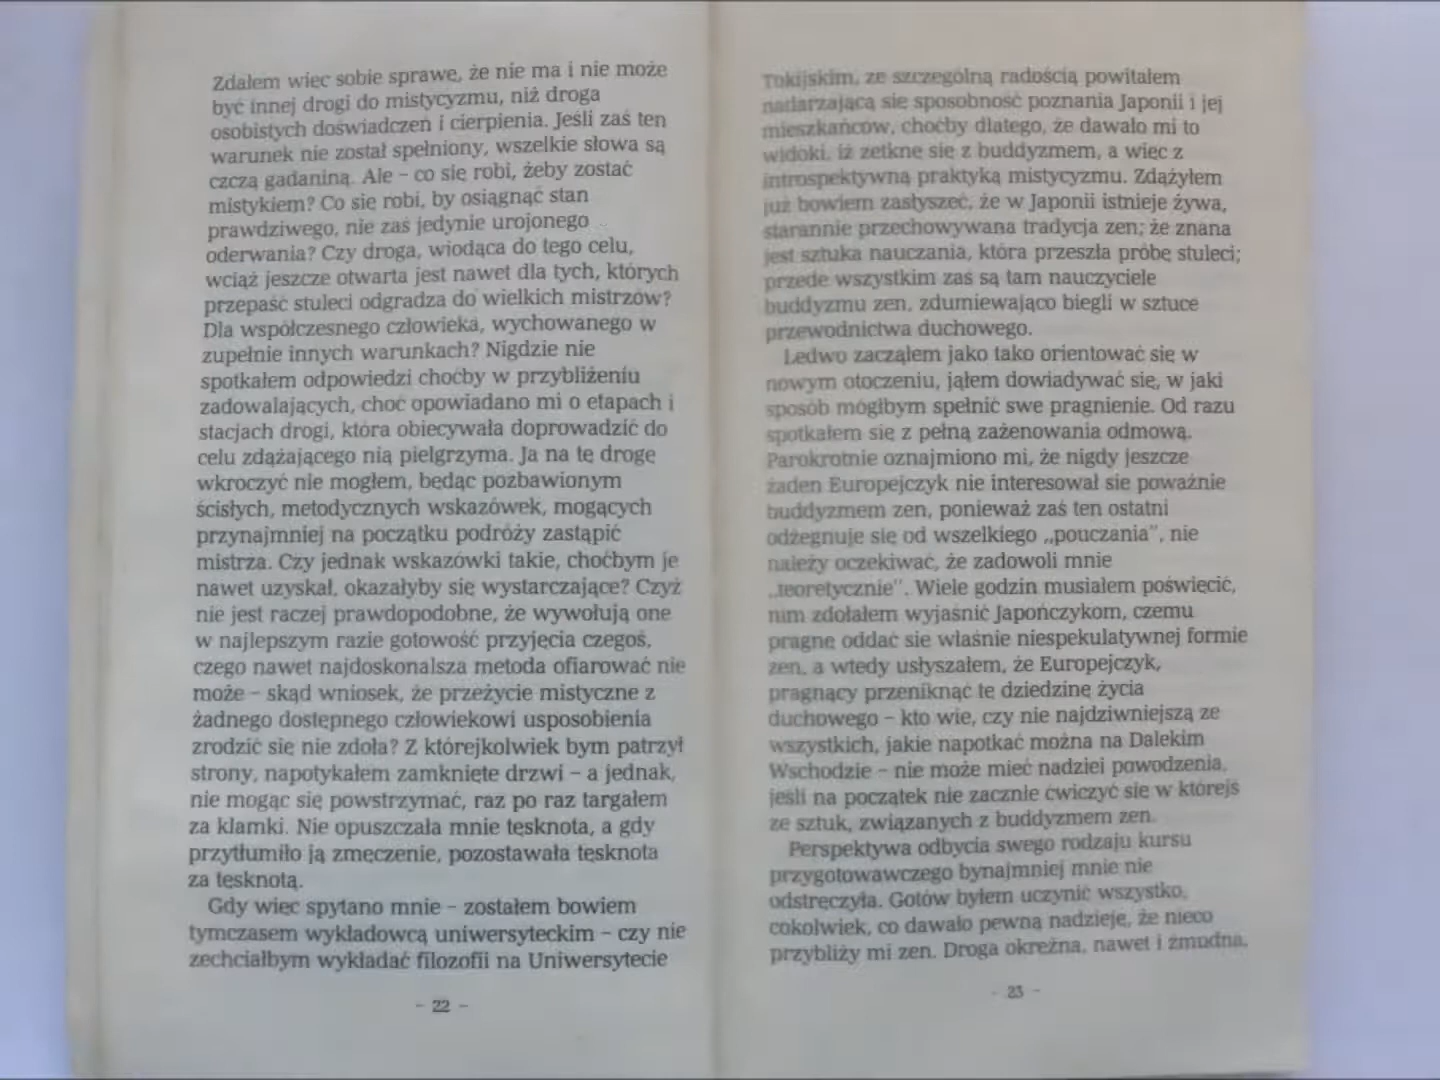 Zdałem więc sobie sprawę, że nie ma i nie może
być innej drogi do mistycyzmu, niż droga
osobistych doświadczeń i cierpienia. Jeśli zaś ten
warunek nie został spełniony, wszelkie słowa są
czczą gadaniną. Ale – co się robi, żeby zostać
mistykiem? Co się robi, by osiągnąć stan
prawdziwego, nie zaś jedynie urojonego
oderwania? Czy droga, wiodąca do tego celu,
wciąż jeszcze otwarta jest nawet dla tych, których
przepaść stuleci odgradza do wielkich mistrzów?
Dla współczesnego człowieka, wychowanego w
zupełnie innych warunkach? Nigdzie nie
spotkałem odpowiedzi choćby w przybliżeniu
zadowalających, choć opowiadano mi o etapach i
stacjach drogi, która obiecywała doprowadzić do
celu zdążającego nią pielgrzyma. Ja na tę drogę
wkroczyć nie mogłem, będąc pozbawionym
ścisłych, metodycznych wskazówek, mogących
przynajmniej na początku podróży zastąpić
mistrza. Czy jednak wskazówki takie, choćbym je
nawet uzyskał, okazałyby się wystarczające? Czyż
nie jest raczej prawdopodobne, że wywołują one
w najlepszym razie gotowość przyjęcia czegoś,
czego nawet najdoskonalsza metoda ofiarować nie
może – skąd wniosek, że przeżycie mistyczne z
żadnego dostępnego człowiekowi usposobienia
zrodzić się nie zdoła? Z którejkolwiek bym patrzył
strony, napotykałem zamknięte drzwi – a jednak,
nie mogąc się powstrzymać, raz po raz targałem
za klamki. Nie opuszczała mnie tęsknota, a gdy
przytłumiło ją zmęczenie, pozostawała tęsknota
za tęsknotą.
Gdy więc spytano mnie – zostałem bowiem
tymczasem wykładowcą uniwersyteckim – czy nie
zechciałbym wykładać filozofii na Uniwersytecie
– 22 –
Tokijskim, ze szczególną radością powitałem
nadarzającą się sposobność poznania Japonii i jej
mieszkańców, choćby dlatego, że dawało mi to
widoki, iż zetknę się z buddyzmem, a więc z
introspektywną praktyką mistycyzmu. Zdążyłem
już bowiem zasłyszeć, że w Japonii istnieje żywa,
starannie przechowywana tradycja zen; że znana
jest sztuka nauczania, która przeszła próbę stuleci;
przede wszystkim zaś są tam nauczyciele
buddyzmu zen, zdumiewająco biegli w sztuce
przewodnictwa duchowego.
Ledwo zacząłem jako tako orientować się w
nowym otoczeniu, jąłem dowiadywać się, w jaki
sposób mógłbym spełnić swe pragnienie. Od razu
spotkałem się z pełną zażenowania odmową.
Parokrotnie oznajmiono mi, że nigdy jeszcze
żaden Europejczyk nie interesował się poważnie
buddyzmem zen, ponieważ zaś ten ostatni
odżegnuje się od wszelkiego „pouczania”, nie
należy oczekiwać, że zadowoli mnie
„teoretycznie”. Wiele godzin musiałem poświęcić,
nim zdołałem wyjaśnić Japończykom, czemu
pragnę oddać się właśnie niespekulatywnej formie
zen, a wtedy usłyszałem, że Europejczyk,
pragnący przeniknąć tę dziedzinę życia
duchowego – kto wie, czy nie najdziwniejszą ze
wszystkich, jakie napotkać można na Dalekim
Wschodzie – nie może mieć nadziei powodzenia,
jeśli na początek nie zacznie ćwiczyć się w którejś
ze sztuk, związanych z buddyzmem zen.
Perspektywa odbycia swego rodzaju kursu
przygotowawczego bynajmniej mnie nie
odstręczyła. Gotów byłem uczynić wszystko,
cokolwiek, co dawało pewną nadzieję, że nieco
przybliży mi zen. Droga okrężna, nawet i żmudna,
– 23 –